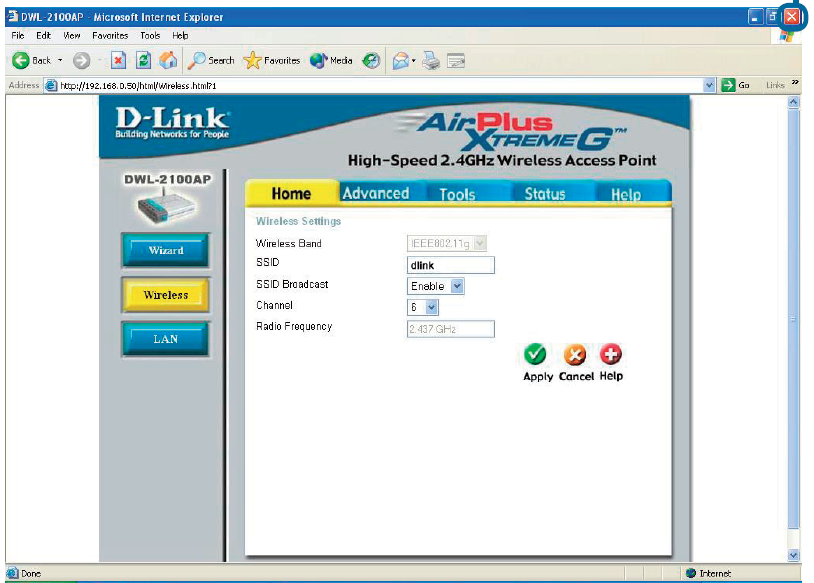 DWL-2100AP - Microsoft Internet Explorer
File Edit View Favorites Tools Help
Back Search Favorites Media
Address http://192.168.0.50/html/Wireless.html?1 Go Links »
D-Link
Building Networks for People
AirPlus
XTREME G™
High-Speed 2.4GHz Wireless Access Point
DWL-2100AP
Home Advanced Tools Status Help
Wizard
Wireless
LAN
Wireless Settings
Wireless Band IEEE802.11g
SSID dlink
SSID Broadcast Enable
Channel 6
Radio Frequency 2.437 GHz
Apply Cancel Help
Done Internet